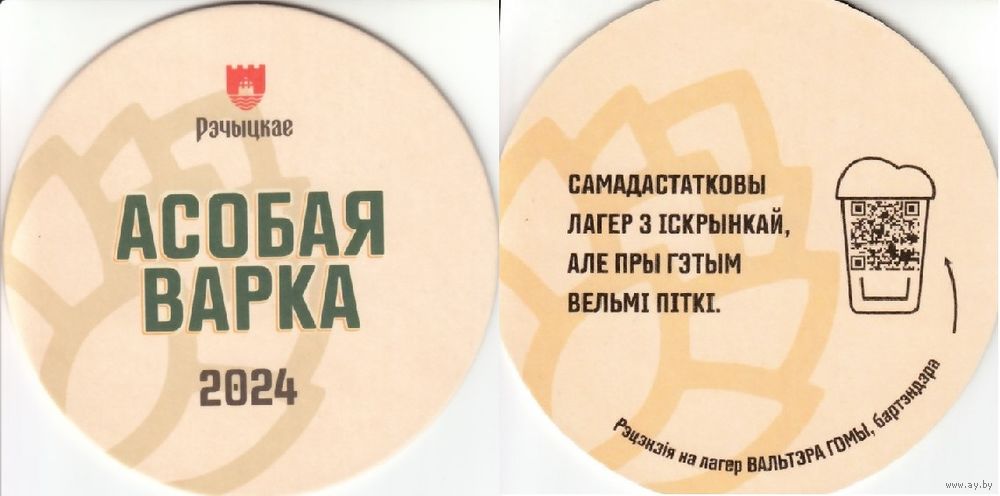 Рэчыцкае
АСОБАЯ
ВАРКА
2024
САМАДАСТАТКОВЫ
ЛАГЕР З ІСКРЫНКАЙ,
АЛЕ ПРЫ ГЭТЫМ
ВЕЛЬМІ ПІТКІ.
Рэцэнзія на лагер ВАЛЬТЭРА ГОМЫ, бартэндэра
www.ay.by